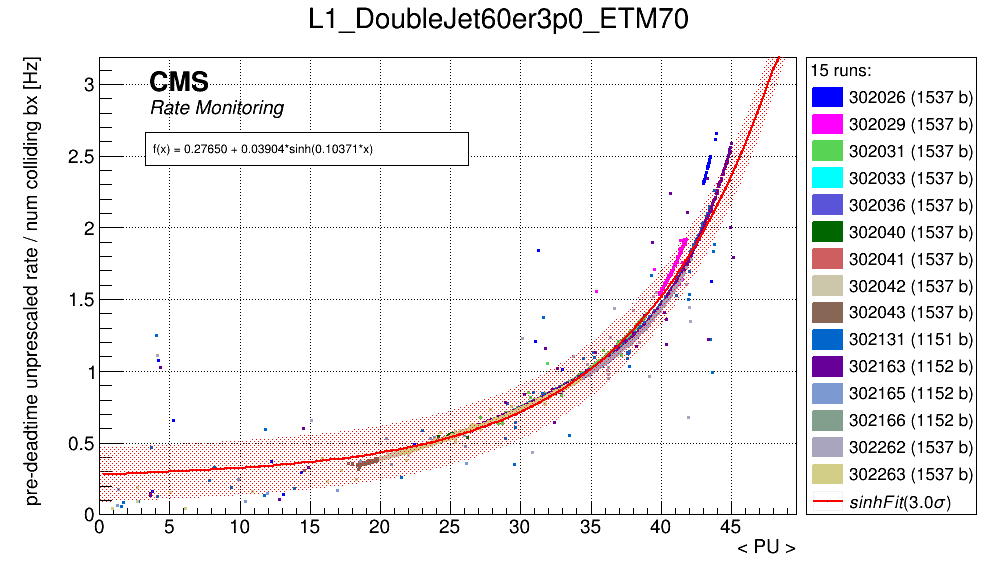 L1_DoubleJet60er3p0_ETM70
pre-deadtime unprescaled rate / num colliding bx [Hz]
CMS
Rate Monitoring
f(x) = 0.27650 + 0.03904*sinh(0.10371*x)
3
2.5
2
1.5
1
0.5
0
0 5 10 15 20 25 30 35 40 45
< PU >
15 runs:
302026 (1537 b)
302029 (1537 b)
302031 (1537 b)
302033 (1537 b)
302036 (1537 b)
302040 (1537 b)
302041 (1537 b)
302042 (1537 b)
302043 (1537 b)
302131 (1151 b)
302163 (1152 b)
302165 (1152 b)
302166 (1152 b)
302262 (1537 b)
302263 (1537 b)
sinhFit(3.0σ)